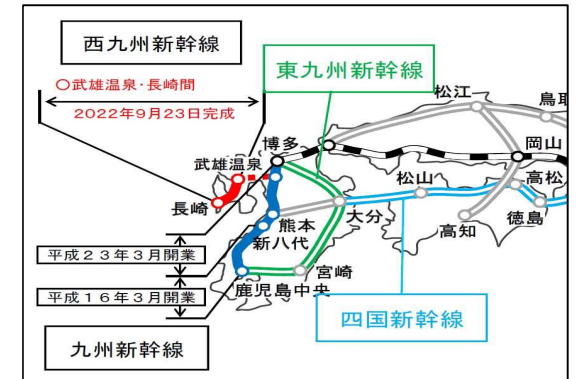 西九州新幹線
○武雄温泉・長崎間
2022年9月23日完成
東九州新幹線
松江
鳥取
博多
岡山
武雄温泉
松山
高松
長崎
大分
徳島
熊本
高知
新八代
平成23年3月開業
宮崎
平成16年3月開業
鹿児島中央
四国新幹線
九州新幹線